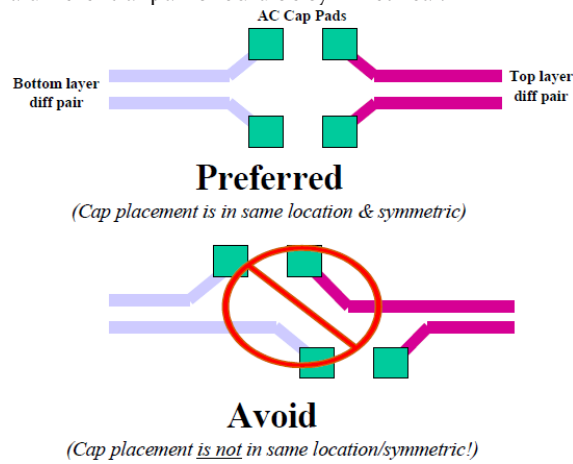 AC Cap Pads
Bottom layer
diff pair
Top layer
diff pair
Preferred
(Cap placement is in same location & symmetric)
Avoid
(Cap placement is not in same location/symmetric!)